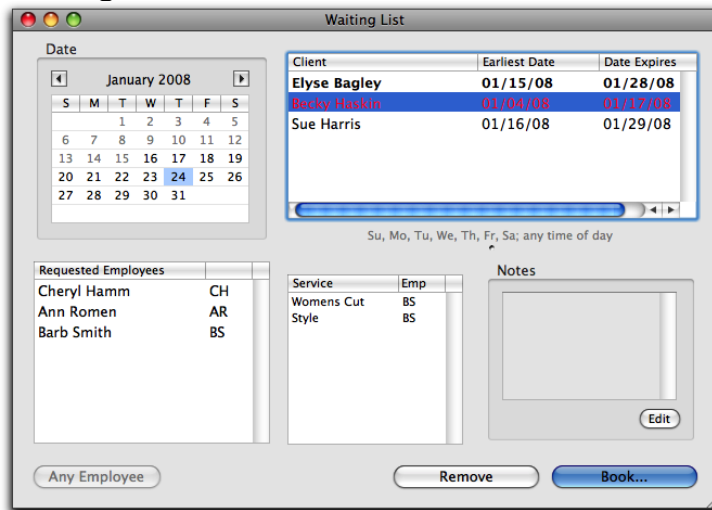 Waiting List
Date
January 2008
S M T W T F S
1 2 3 4 5
6 7 8 9 10 11 12
13 14 15 16 17 18 19
20 21 22 23 24 25 26
27 28 29 30 31
Client Earliest Date Date Expires
Elyse Bagley 01/15/08 01/28/08
Becky Haskin 01/04/08 01/17/08
Sue Harris 01/16/08 01/29/08
Su, Mo, Tu, We, Th, Fr, Sa; any time of day
Requested Employees
Cheryl Hamm CH
Ann Romen AR
Barb Smith BS
Service Emp
Womens Cut BS
Style BS
Notes
Edit
Any Employee
Remove
Book...